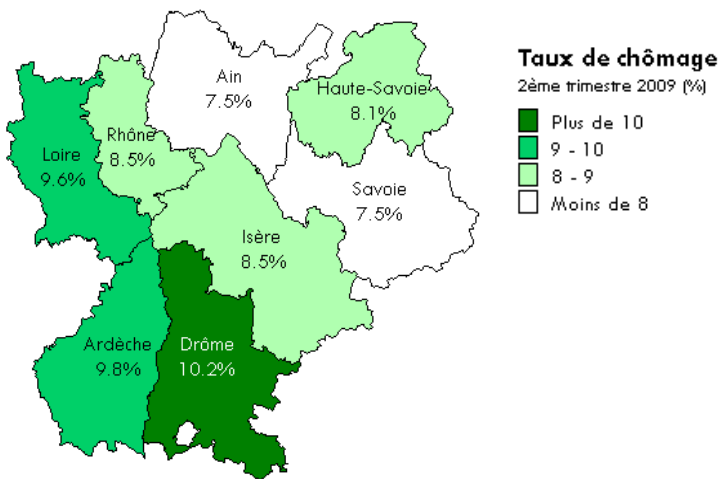 Taux de chômage
2ème trimestre 2009 (%)
Plus de 10
9 - 10
8 - 9
Moins de 8
Ain
7.5%
Haute-Savoie
8.1%
Rhône
8.5%
Loire
9.6%
Savoie
7.5%
Isère
8.5%
Ardèche
9.8%
Drôme
10.2%